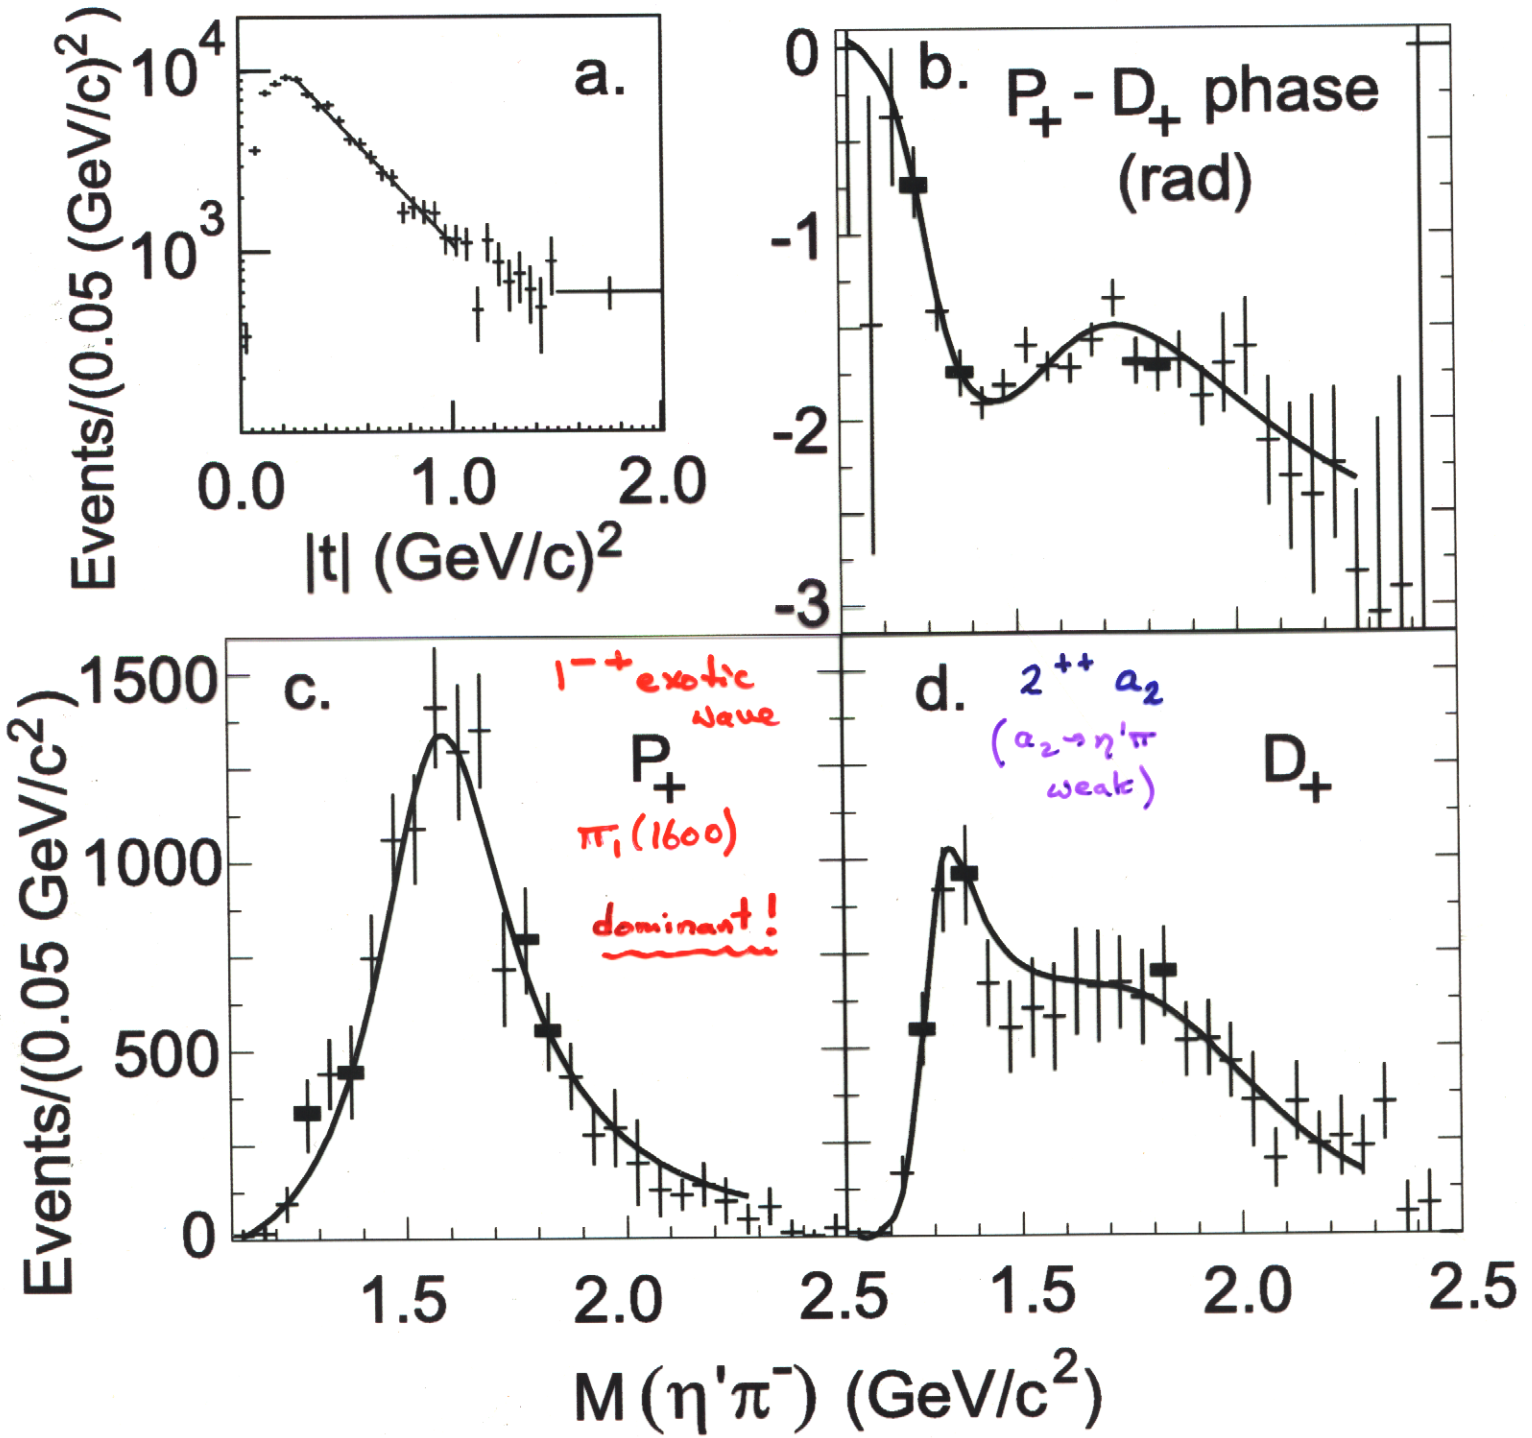 Events/(0.05 (GeV/c)²)
10⁴
10³
a.
0.0 1.0 2.0
|t| (GeV/c)²
0
-1
-2
-3
b.
P₊ - D₊ phase
(rad)
Events/(0.05 GeV/c²)
1500
1000
500
0
c.
1⁻⁺ exotic
wave
P₊
π₁(1600)
dominant!
d.
2⁺⁺ a₂
(a₂→η'π
weak)
D₊
1.5 2.0 2.5 1.5 2.0 2.5
M(η'π⁻) (GeV/c²)